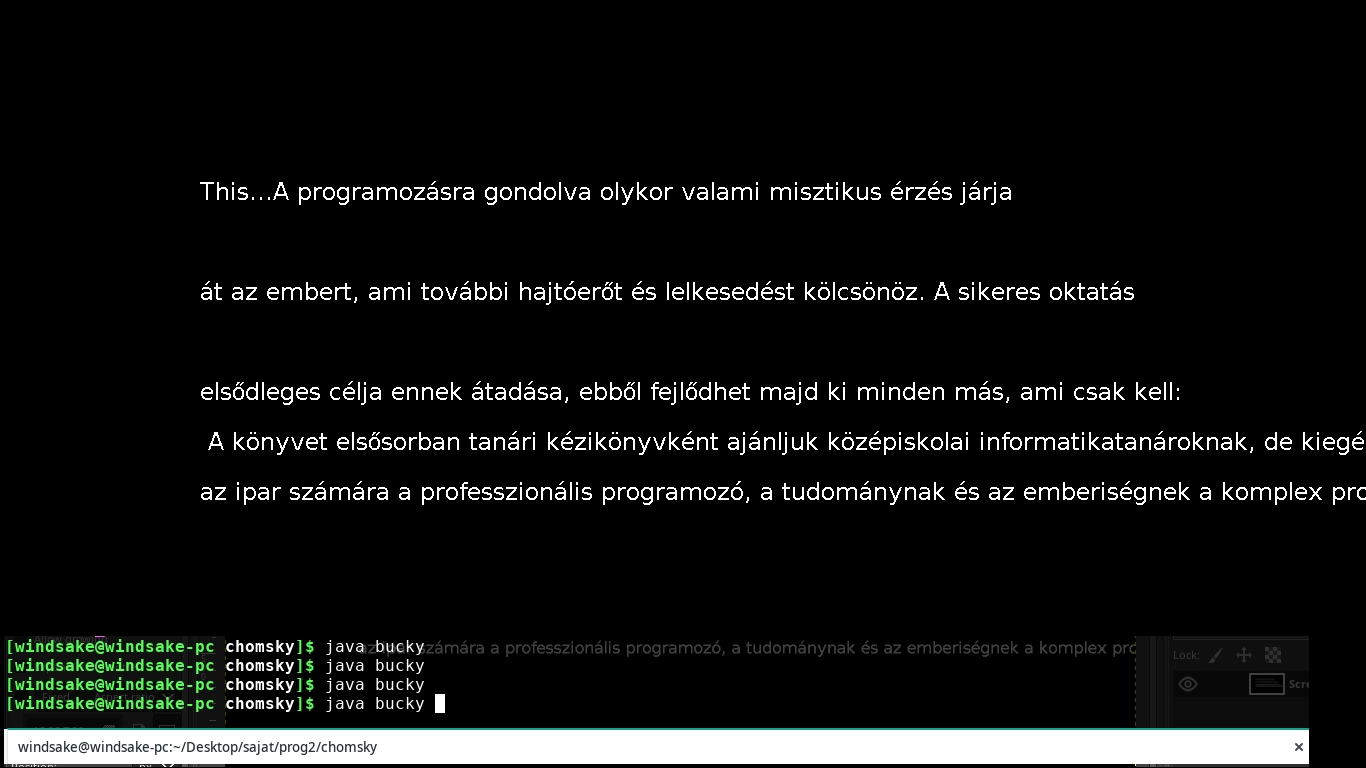 This...A programozásra gondolva olykor valami misztikus érzés járja
át az embert, ami további hajtóerőt és lelkesedést kölcsönöz. A sikeres oktatás
elsődleges célja ennek átadása, ebből fejlődhet majd ki minden más, ami csak kell:
A könyvet elsősorban tanári kézikönyvként ajánljuk középiskolai informatikatanároknak, de kiegé
az ipar számára a professzionális programozó, a tudománynak és az emberiségnek a komplex pro
[windsake@windsake-pc chomsky]$ java bucky
számára a professzionális programozó, a tudománynak és az emberiségnek a komplex pro
Lock:
[windsake@windsake-pc chomsky]$ java bucky
[windsake@windsake-pc chomsky]$ java bucky
Scre
[windsake@windsake-pc chomsky]$ java bucky
windsake@windsake-pc:~/Desktop/sajat/prog2/chomsky